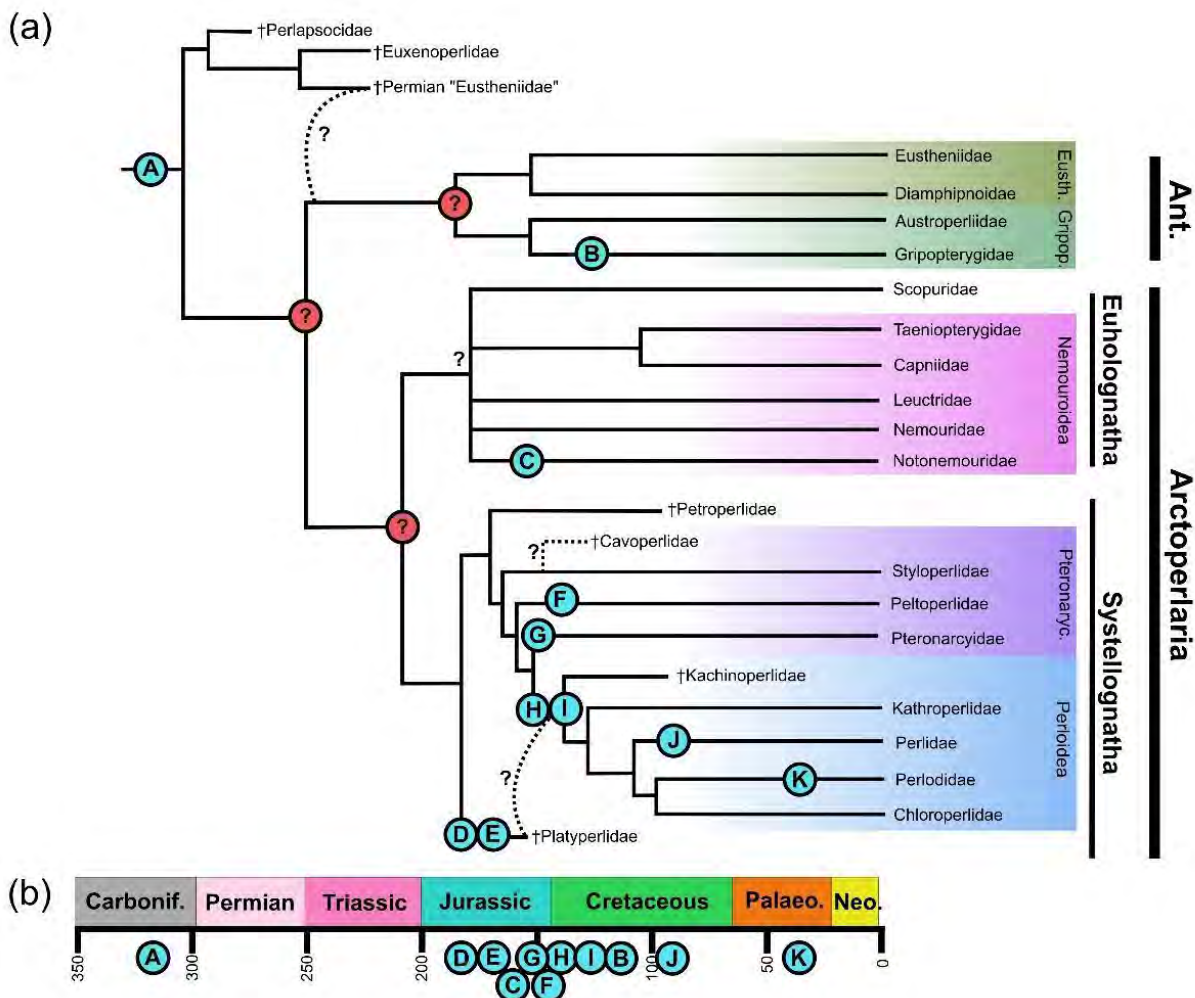 (a)
†Perlapsocidae
†Euxenoperlidae
†Permian "Eustheniidae"
?
A
Eustheniidae
Diamphipnoidae
Eusth.
?
Austroperliidae
Gripopterygidae
B
Gripop.
Ant.
?
Scopuridae
?
Taeniopterygidae
Capniidae
Leuctridae
Nemouridae
C
Notonemouridae
Nemouroidea
Euholognatha
?
†Petroperlidae
?
†Cavoperlidae
Styloperlidae
F
Peltoperlidae
G
Pteronarcyidae
Pteronaryc.
†Kachinoperlidae
H
I
Kathroperlidae
J
Perlidae
?
K
Perlodidae
Chloroperlidae
Perloidea
D
E
†Platyperlidae
Systellognatha
Arctoperlaria
(b)
Carbonif. Permian Triassic Jurassic Cretaceous Palaeo. Neo.
A D E G H I B J K
C F
350 300 250 200 150 100 50 0